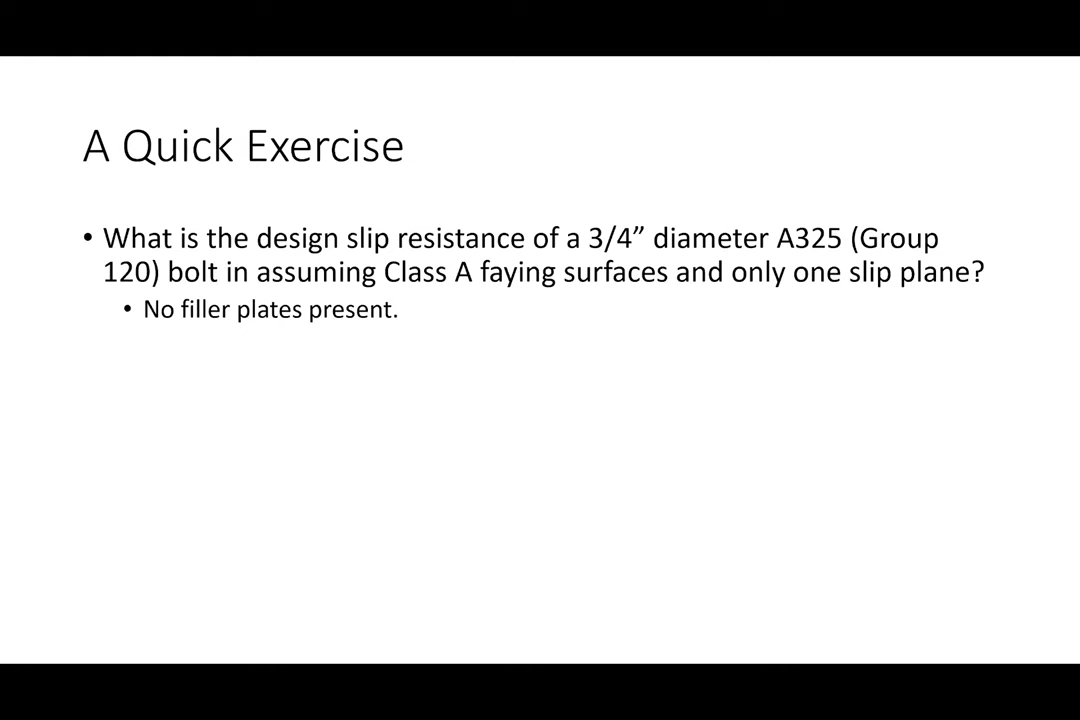 A Quick Exercise
• What is the design slip resistance of a 3/4” diameter A325 (Group
120) bolt in assuming Class A faying surfaces and only one slip plane?
• No filler plates present.